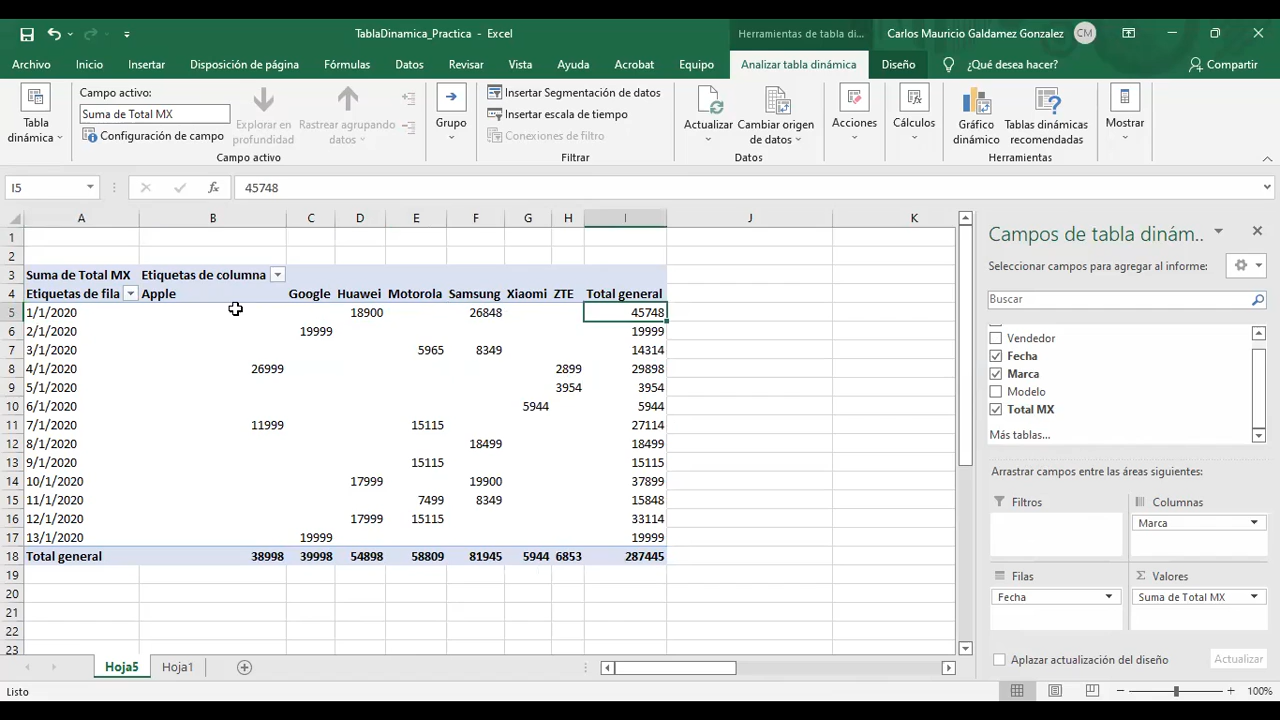 TablaDinamica_Practica - Excel
Herramientas de tabla di...
Carlos Mauricio Galdamez Gonzalez
CM
Archivo Inicio Insertar Disposición de página Fórmulas Datos Revisar Vista Ayuda Acrobat Equipo Analizar tabla dinámica Diseño ¿Qué desea hacer? Compartir
Tabla dinámica
Campo activo:
Suma de Total MX
Configuración de campo
Explorar en profundidad
Rastrear agrupando datos
Campo activo
Grupo
Insertar Segmentación de datos
Insertar escala de tiempo
Conexiones de filtro
Filtrar
Actualizar
Cambiar origen de datos
Datos
Acciones
Cálculos
Gráfico dinámico
Tablas dinámicas recomendadas
Herramientas
Mostrar
I5 fx 45748
A B C D E F G H I J K
1
2
3 Suma de Total MX Etiquetas de columna
4 Etiquetas de fila Apple Google Huawei Motorola Samsung Xiaomi ZTE Total general
5 1/1/2020 18900 26848 45748
6 2/1/2020 19999 19999
7 3/1/2020 5965 8349 14314
8 4/1/2020 26999 2899 29898
9 5/1/2020 3954 3954
10 6/1/2020 5944 5944
11 7/1/2020 11999 15115 27114
12 8/1/2020 18499 18499
13 9/1/2020 15115 15115
14 10/1/2020 17999 19900 37899
15 11/1/2020 7499 8349 15848
16 12/1/2020 17999 15115 33114
17 13/1/2020 19999 19999
18 Total general 38998 39998 54898 58809 81945 5944 6853 287445
19
20
21
22
23
Campos de tabla dinám..
Seleccionar campos para agregar al informe:
Buscar
Vendedor
Fecha
Marca
Modelo
Total MX
Más tablas...
Arrastrar campos entre las áreas siguientes:
Filtros
Columnas
Marca
Filas
Fecha
Σ Valores
Suma de Total MX
Aplazar actualización del diseño
Actualizar
Hoja5 Hoja1
Listo
100%